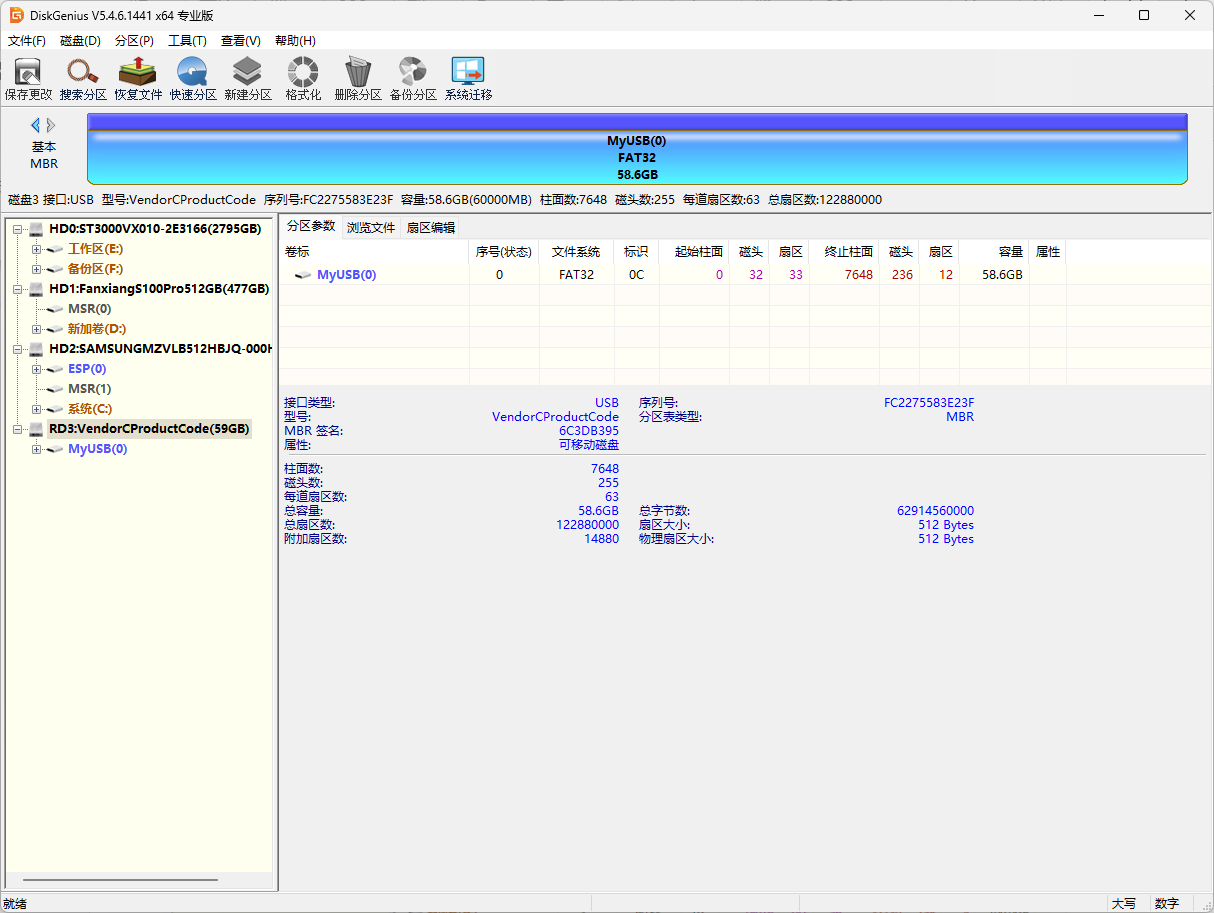 DiskGenius V5.4.6.1441 x64 专业版
文件(F) 磁盘(D) 分区(P) 工具(T) 查看(V) 帮助(H)
保存更改 搜索分区 恢复文件 快速分区 新建分区 格式化 删除分区 备份分区 系统迁移
基本
MBR
MyUSB(0)
FAT32
58.6GB
磁盘3 接口:USB 型号:VendorCProductCode 序列号:FC2275583E23F 容量:58.6GB(60000MB) 柱面数:7648 磁头数:255 每道扇区数:63 总扇区数:122880000
HD0:ST3000VX010-2E3166(2795GB)
工作区(E:)
备份区(F:)
HD1:FanxiangS100Pro512GB(477GB)
MSR(0)
新加卷(D:)
HD2:SAMSUNGMZVLB512HBJQ-000H
ESP(0)
MSR(1)
系统(C:)
RD3:VendorCProductCode(59GB)
MyUSB(0)
分区参数 浏览文件 扇区编辑
卷标 序号(状态) 文件系统 标识 起始柱面 磁头 扇区 终止柱面 磁头 扇区 容量 属性
MyUSB(0) 0 FAT32 0C 0 32 33 7648 236 12 58.6GB
接口类型: USB 序列号: FC2275583E23F
型号: VendorCProductCode 分区表类型: MBR
MBR 签名: 6C3DB395
属性: 可移动磁盘
柱面数: 7648
磁头数: 255
每道扇区数: 63
总容量: 58.6GB 总字节数: 62914560000
总扇区数: 122880000 扇区大小: 512 Bytes
附加扇区数: 14880 物理扇区大小: 512 Bytes
就绪 大写 数字